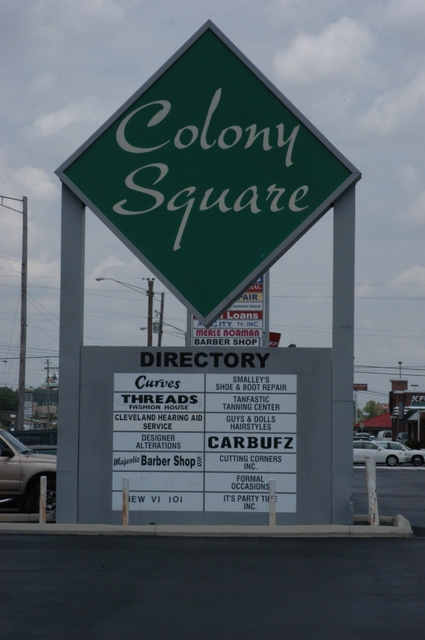 Colony
Square
PAIR
Loans
TV, INC
MERLE NORMAN
BARBER SHOP
DIRECTORY
Curves
THREADS
FASHION HOUSE
CLEVELAND HEARING AID
SERVICE
DESIGNER
ALTERATIONS
Majestic Barber Shop
SMALLEY'S
SHOE & BOOT REPAIR
TANFASTIC
TANNING CENTER
GUYS & DOLLS
HAIRSTYLES
CARBUFZ
CUTTING CORNERS
INC.
FORMAL
OCCASIONS
IT'S PARTY TIME
INC.